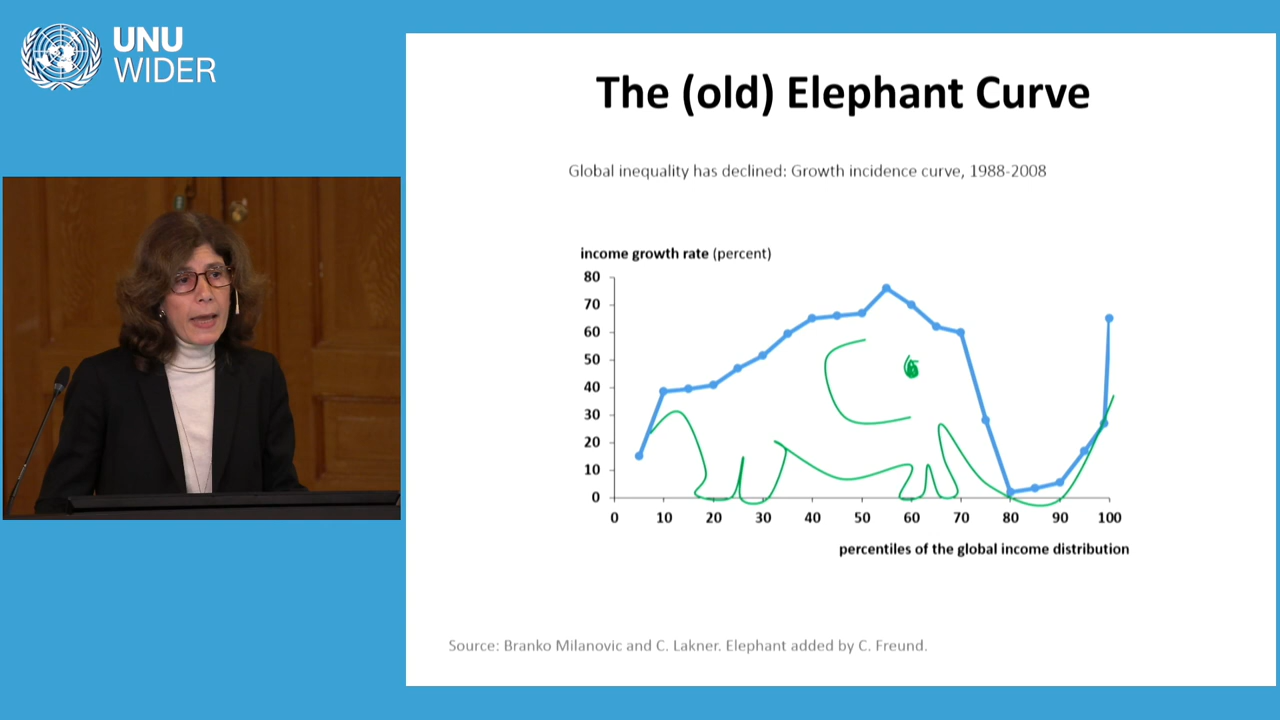 UNU
WIDER
The (old) Elephant Curve
Global inequality has declined: Growth incidence curve, 1988-2008
income growth rate (percent)
80
70
60
50
40
30
20
10
0
0 10 20 30 40 50 60 70 80 90 100
percentiles of the global income distribution
Source: Branko Milanovic and C. Lakner. Elephant added by C. Freund.